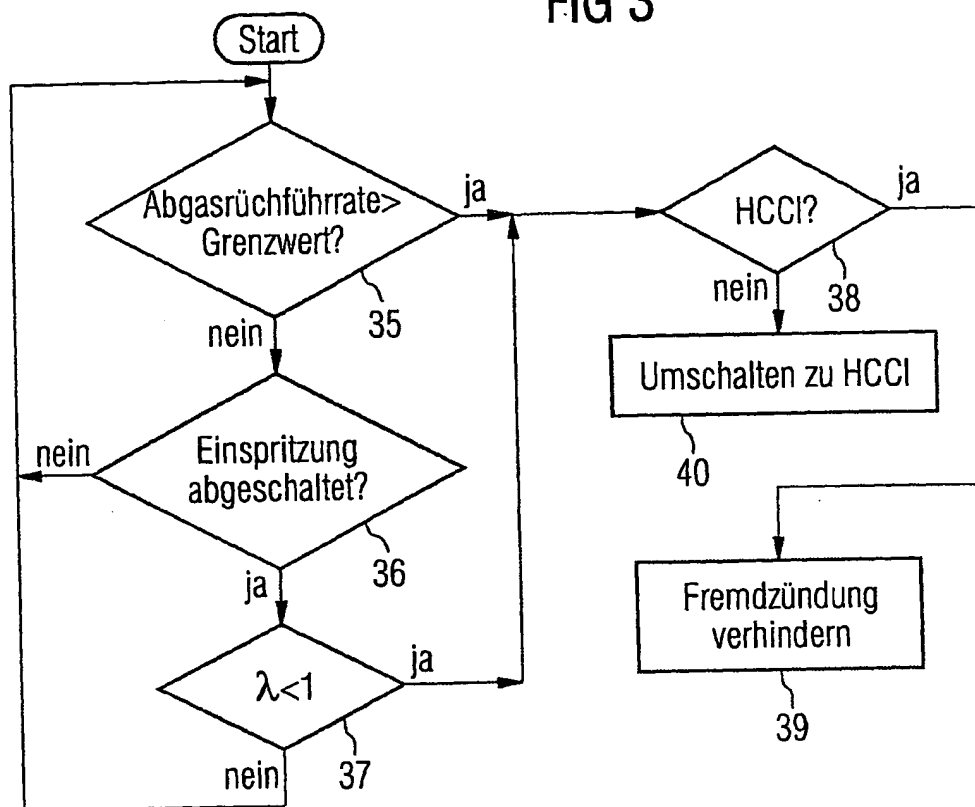 FIG 3
Start
Abgasrüchführrate>
Grenzwert?
ja
35
nein
HCCI?
ja
38
nein
Umschalten zu HCCI
40
Einspritzung
abgeschaltet?
nein
36
ja
Fremdzündung
verhindern
39
λ<1
ja
37
nein